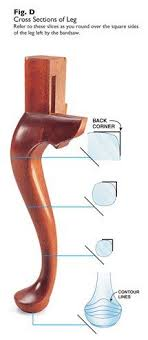 Fig. D
Cross Sections of Leg
Refer to these slices as you round over the square sides
of the leg left by the bandsaw.
BACK
CORNER
CONTOUR
LINES